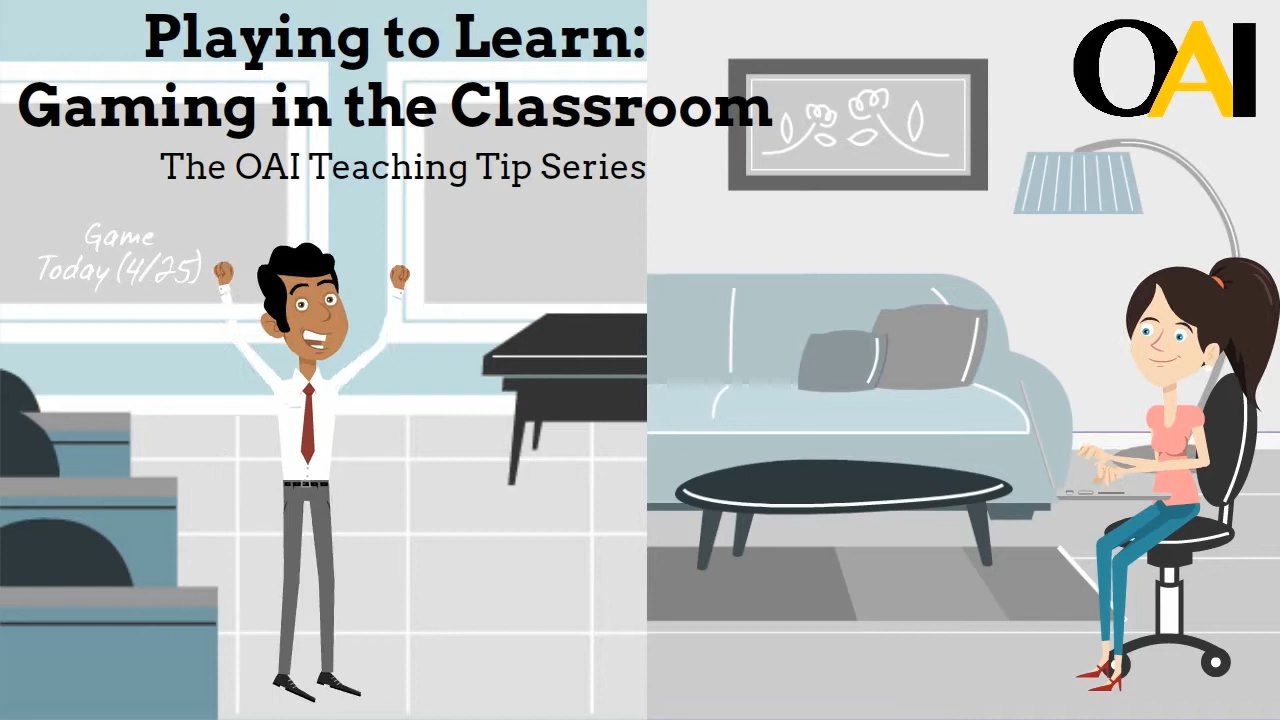 Playing to Learn:
Gaming in the Classroom
The OAI Teaching Tip Series
OAI
Game
Today (4/25)